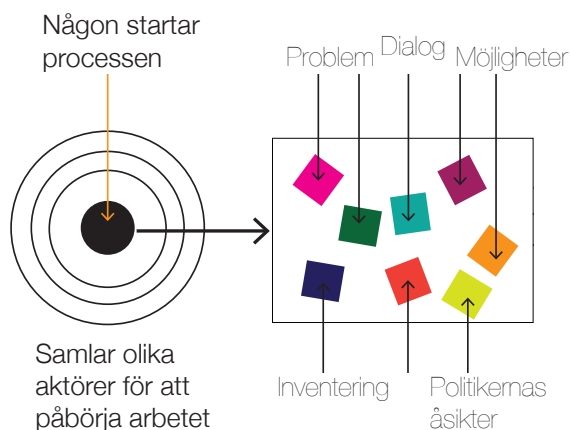 Någon startar
processen
Problem
Dialog
Möjligheter
Samlar olika
aktörer för att
påbörja arbetet
Inventering
Politikernas
åsikter